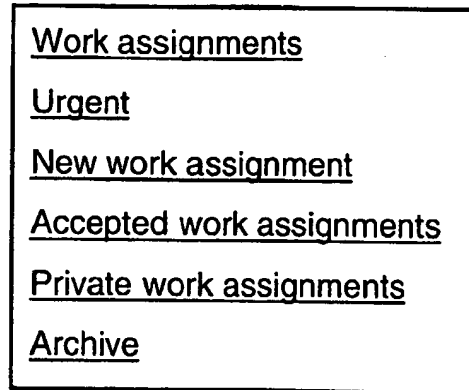 Work assignments
Urgent
New work assignment
Accepted work assignments
Private work assignments
Archive